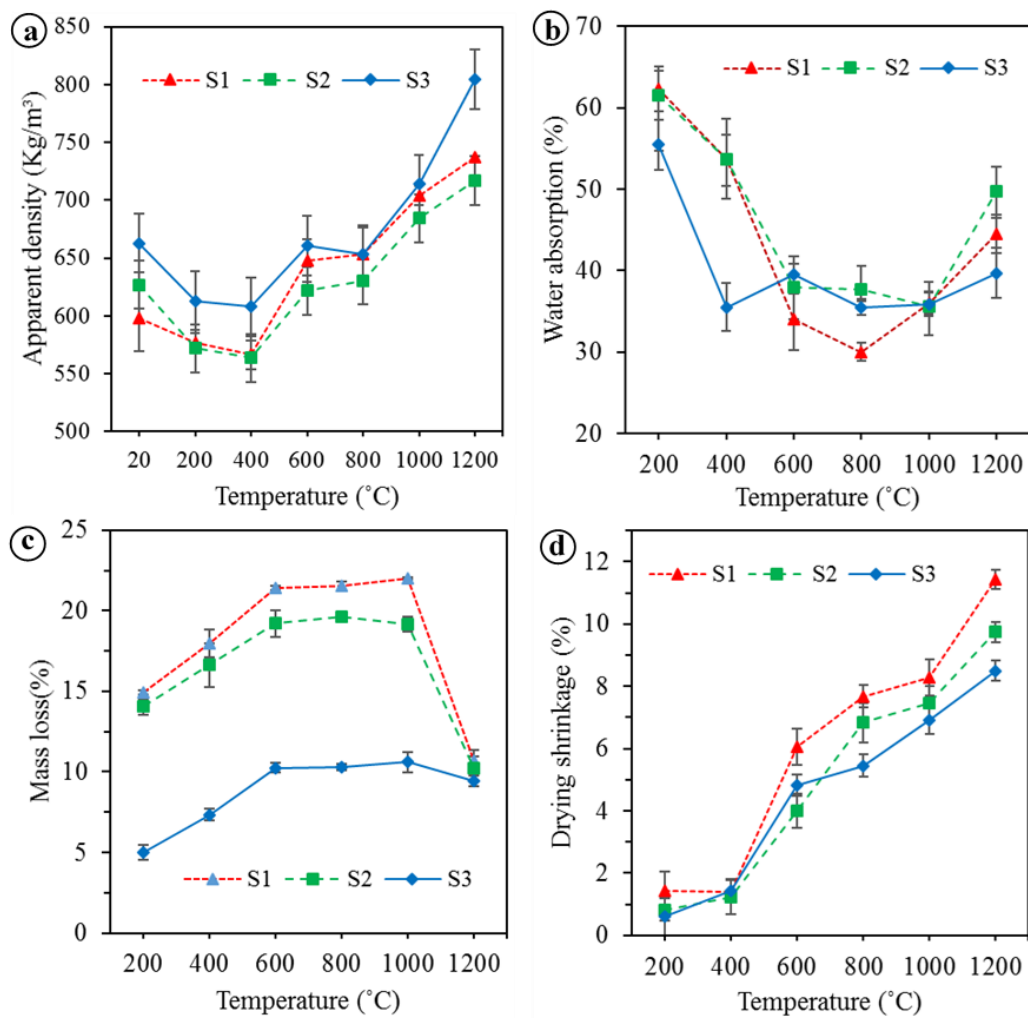 a
850
800
750
700
650
600
550
500
Apparent density (Kg/m³)
S1 S2 S3
20 200 400 600 800 1000 1200
Temperature (˚C)
b
70
60
50
40
30
20
Water absorption (%)
S1 S2 S3
200 400 600 800 1000 1200
Temperature (˚C)
c
25
20
15
10
5
0
Mass loss(%)
S1 S2 S3
200 400 600 800 1000 1200
Temperature (˚C)
d
12
10
8
6
4
2
0
Drying shrinkage (%)
S1 S2 S3
200 400 600 800 1000 1200
Temperature (˚C)